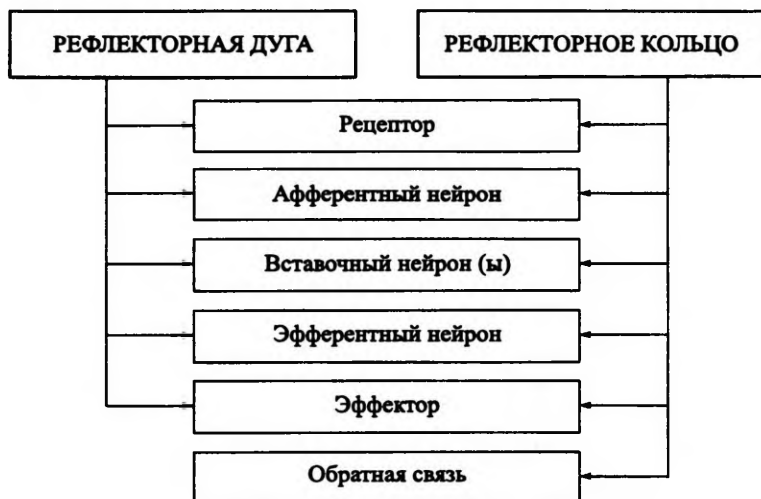 РЕФЛЕКТОРНАЯ ДУГА
РЕФЛЕКТОРНОЕ КОЛЬЦО
Рецептор
Афферентный нейрон
Вставочный нейрон (ы)
Эфферентный нейрон
Эффектор
Обратная связь